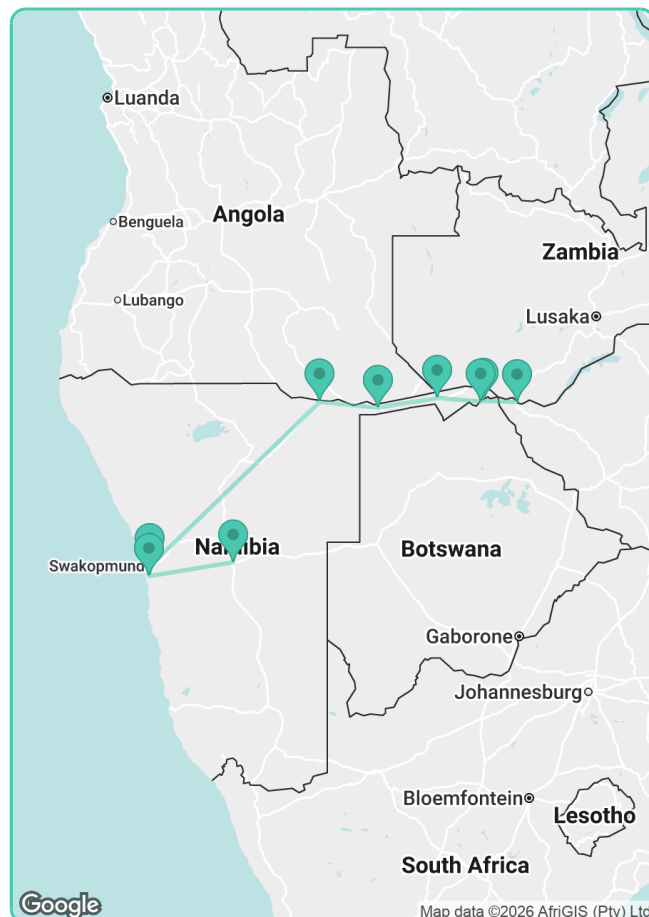 Luanda
Benguela
Angola
Zambia
Lubango
Lusaka
Namibia
Swakopmund
Botswana
Gaborone
Johannesburg
Bloemfontein
Lesotho
South Africa
Google
Map data ©2026 AfriGIS (Pty) Ltd